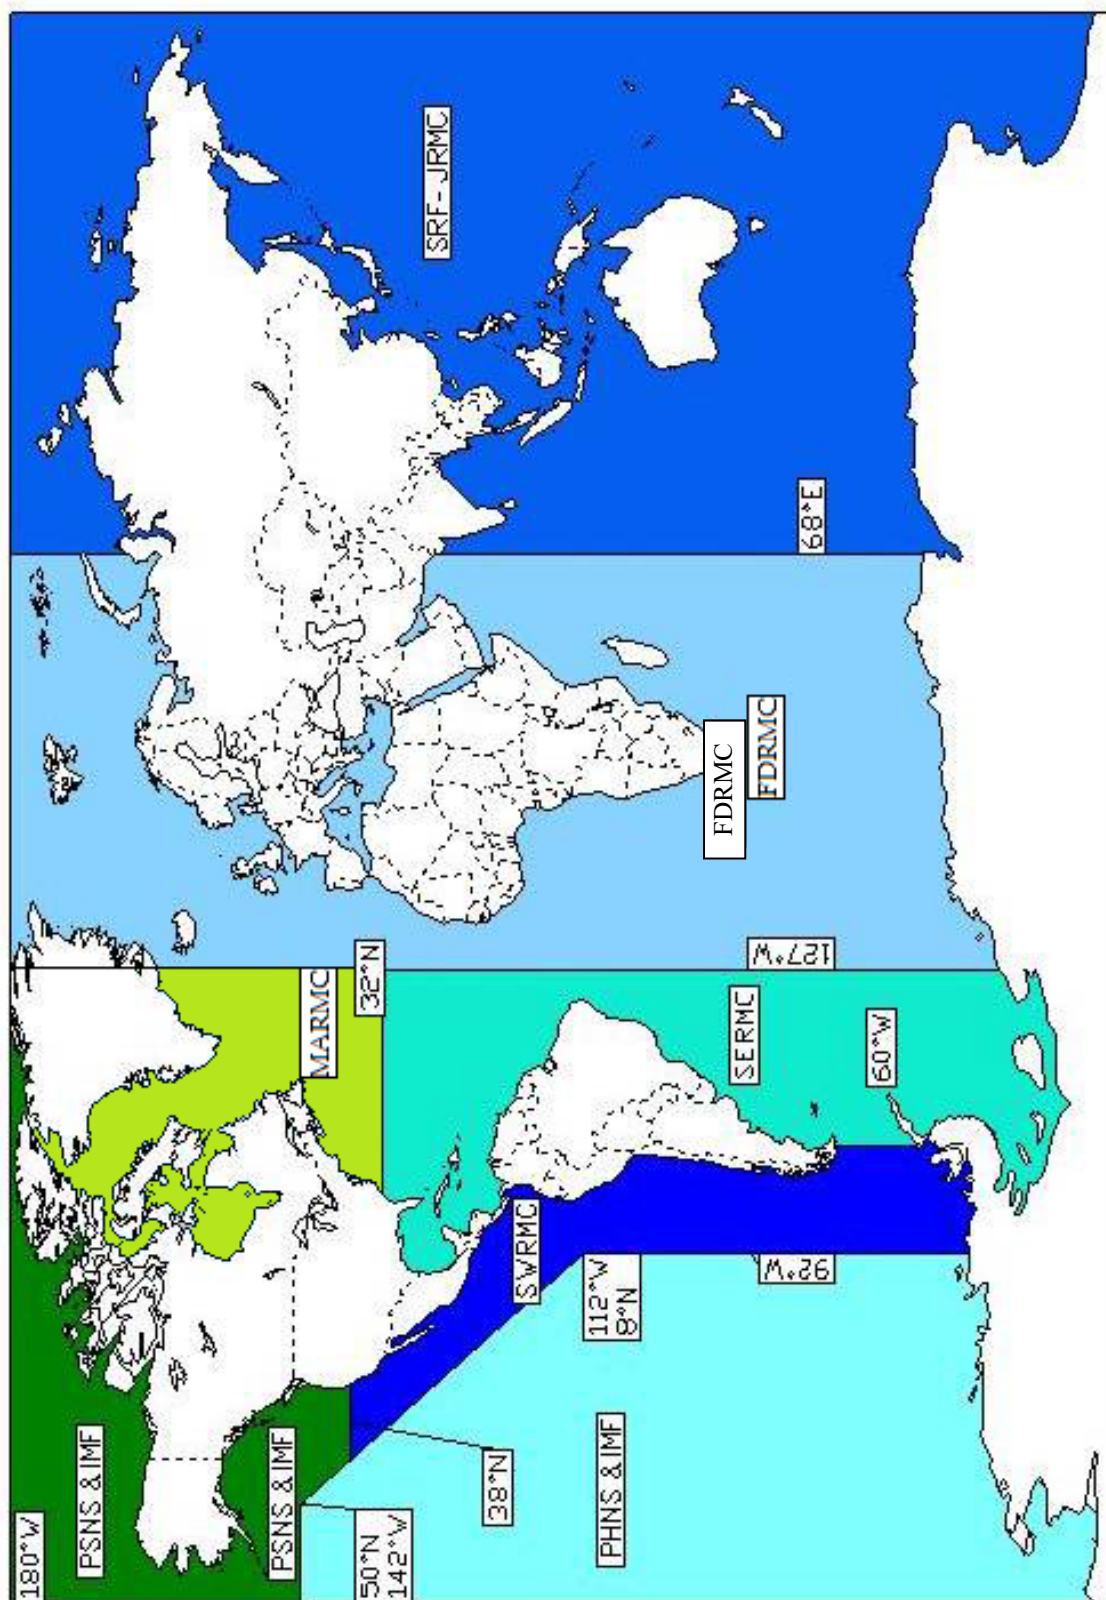 180°W
PSNS & IMF
PSNS & IMF
MARMC
50°N
142°W
32°N
SRF-JRMC
38°N
SWRMC
PHNS & IMF
112°W
8°N
FDRMC
SERMC
FDRMC
92°W
127°W
68°E
60°W